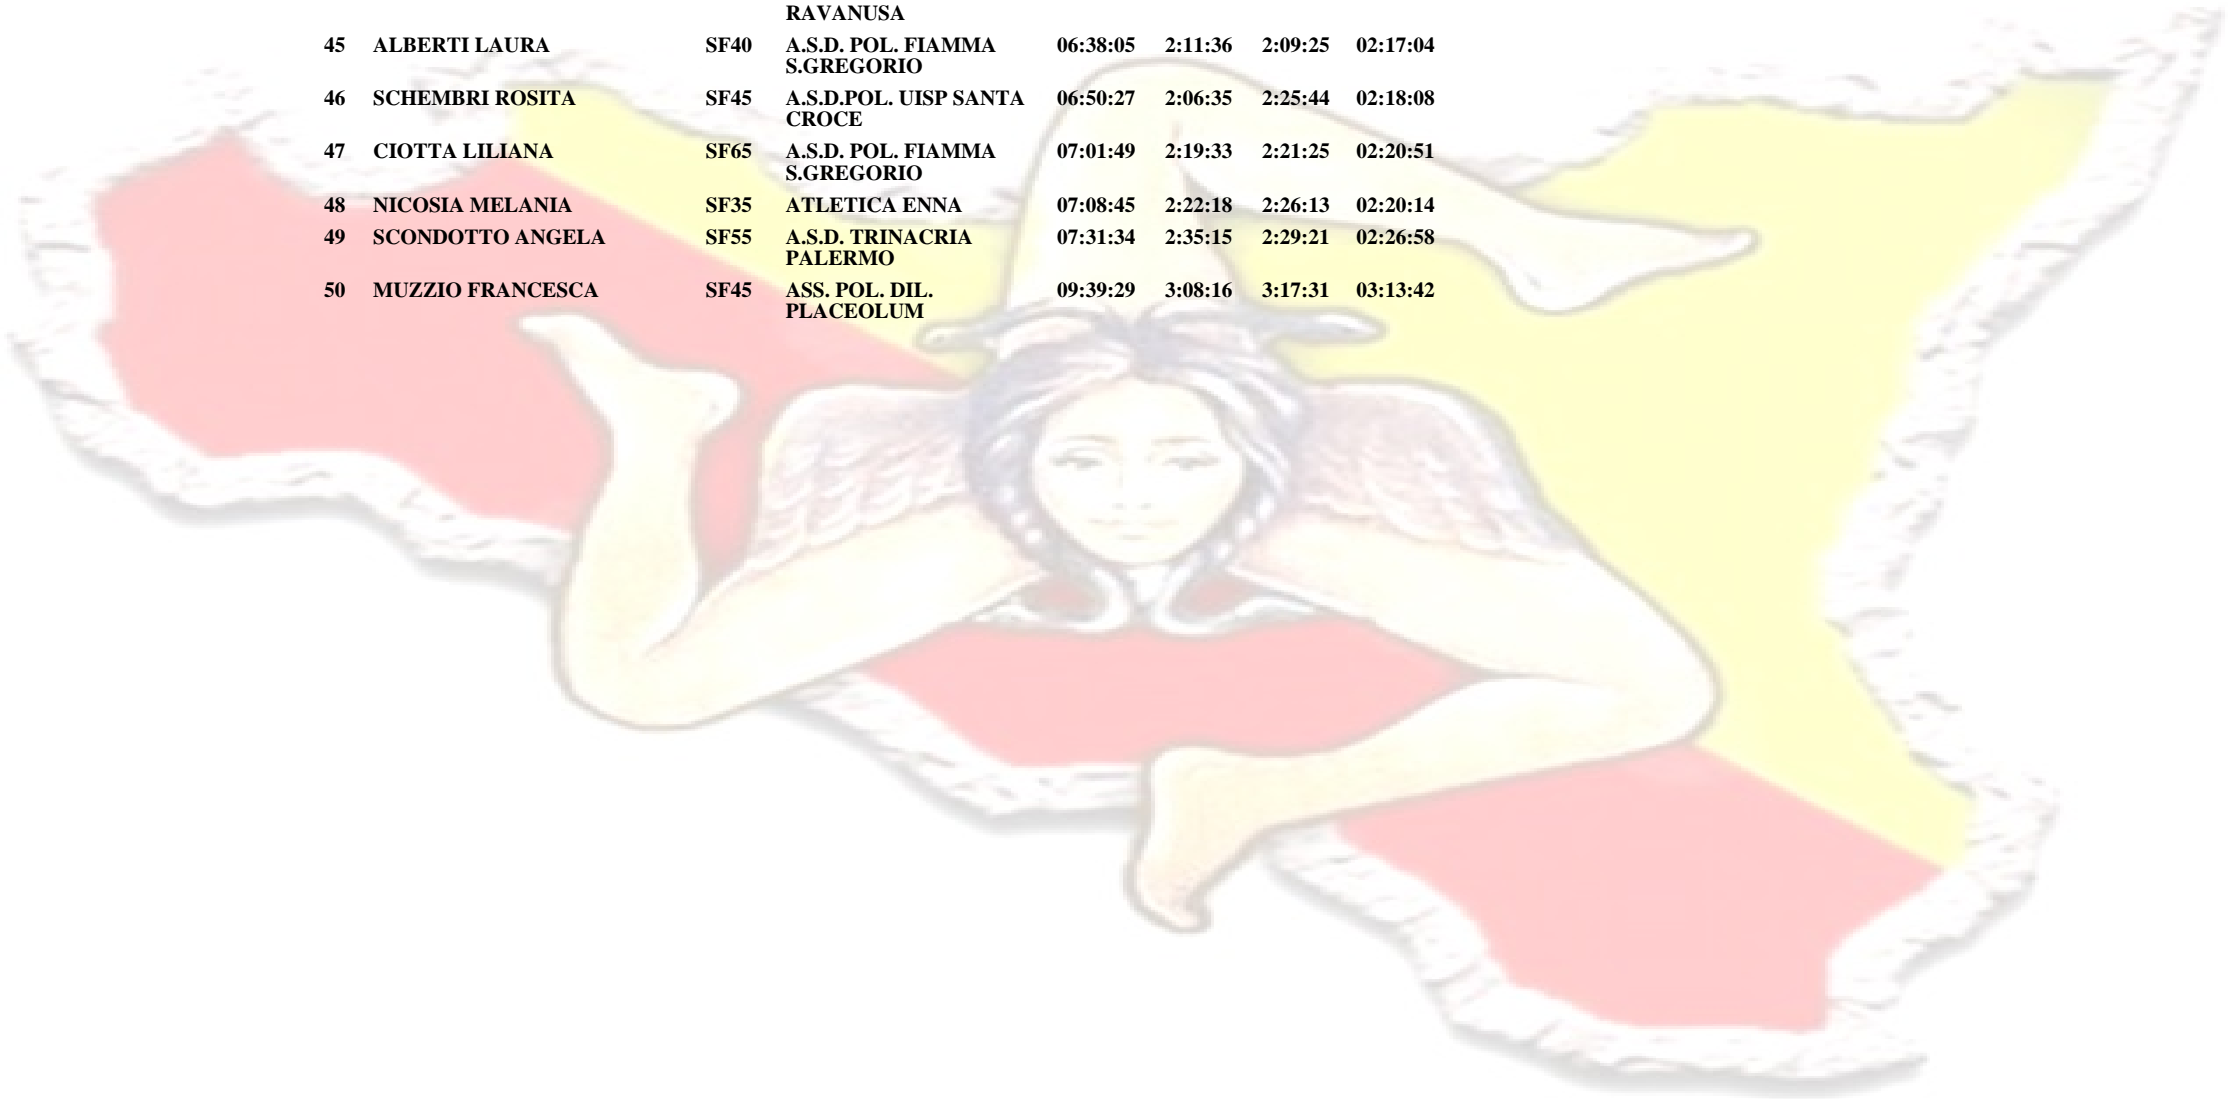 RAVANUSA
45 ALBERTI LAURA SF40 A.S.D. POL. FIAMMA 06:38:05 2:11:36 2:09:25 02:17:04
S.GREGORIO
46 SCHEMBRI ROSITA SF45 A.S.D.POL. UISP SANTA 06:50:27 2:06:35 2:25:44 02:18:08
CROCE
47 CIOTTA LILIANA SF65 A.S.D. POL. FIAMMA 07:01:49 2:19:33 2:21:25 02:20:51
S.GREGORIO
48 NICOSIA MELANIA SF35 ATLETICA ENNA 07:08:45 2:22:18 2:26:13 02:20:14
49 SCONDOTTO ANGELA SF55 A.S.D. TRINACRIA 07:31:34 2:35:15 2:29:21 02:26:58
PALERMO
50 MUZZIO FRANCESCA SF45 ASS. POL. DIL. 09:39:29 3:08:16 3:17:31 03:13:42
PLACEOLUM